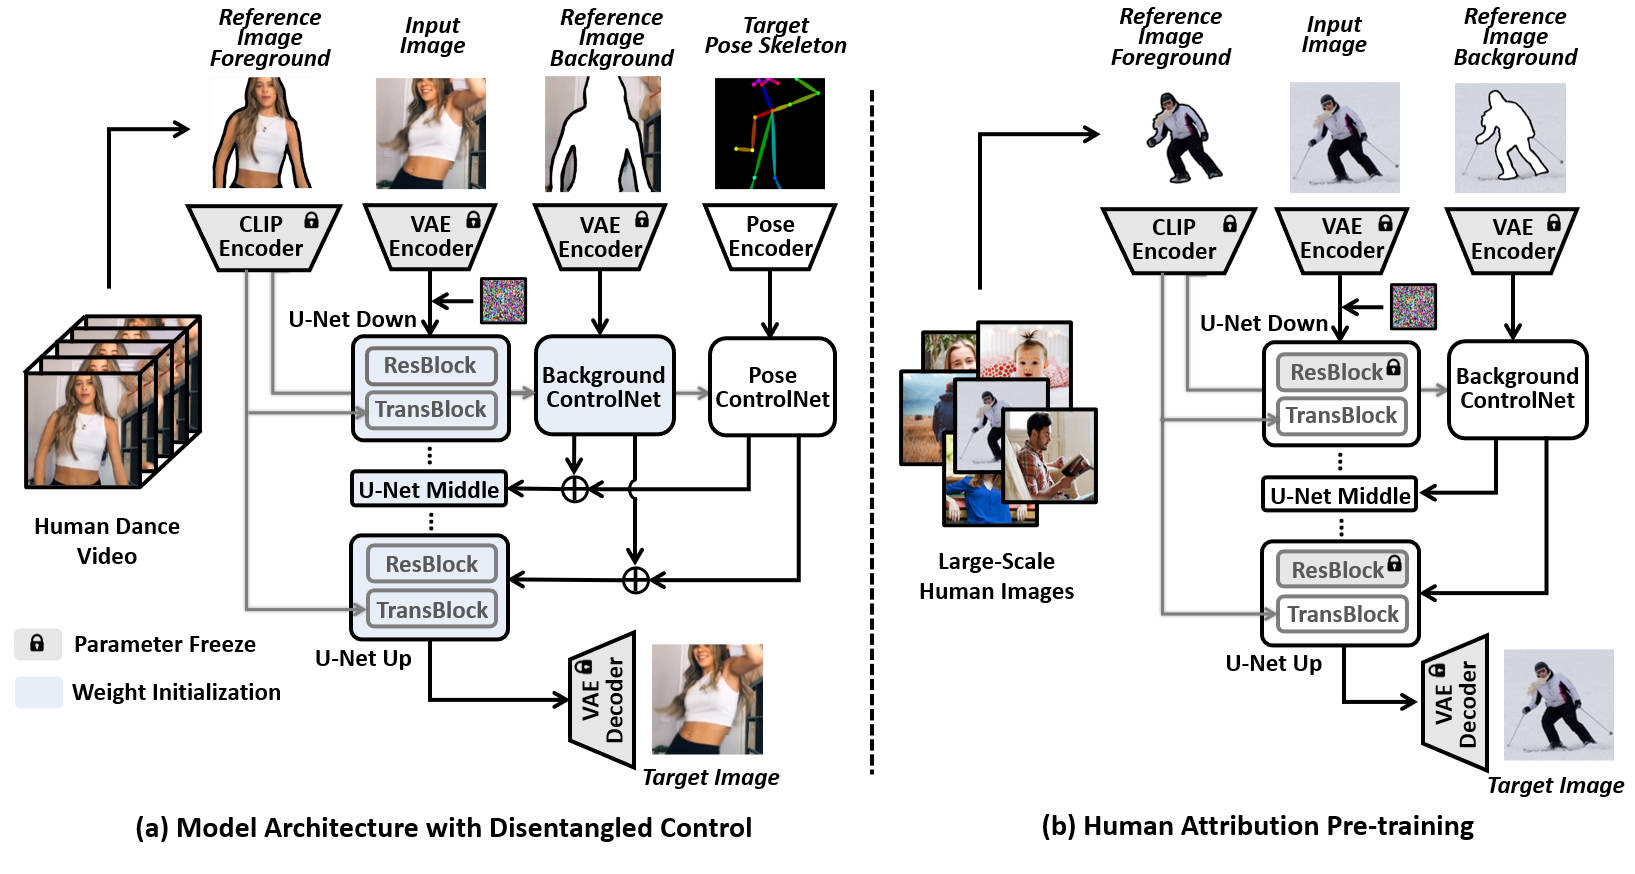 Reference
Image
Foreground
Input
Image
Reference
Image
Background
Target
Pose Skeleton
CLIP
Encoder
VAE
Encoder
VAE
Encoder
Pose
Encoder
U-Net Down
ResBlock
TransBlock
Background
ControlNet
Pose
ControlNet
U-Net Middle
ResBlock
TransBlock
U-Net Up
Human Dance
Video
Parameter Freeze
Weight Initialization
VAE
Decoder
Target Image
(a) Model Architecture with Disentangled Control
Reference
Image
Foreground
Input
Image
Reference
Image
Background
CLIP
Encoder
VAE
Encoder
VAE
Encoder
U-Net Down
ResBlock
TransBlock
Background
ControlNet
U-Net Middle
ResBlock
TransBlock
U-Net Up
Large-Scale
Human Images
VAE
Decoder
Target Image
(b) Human Attribution Pre-training